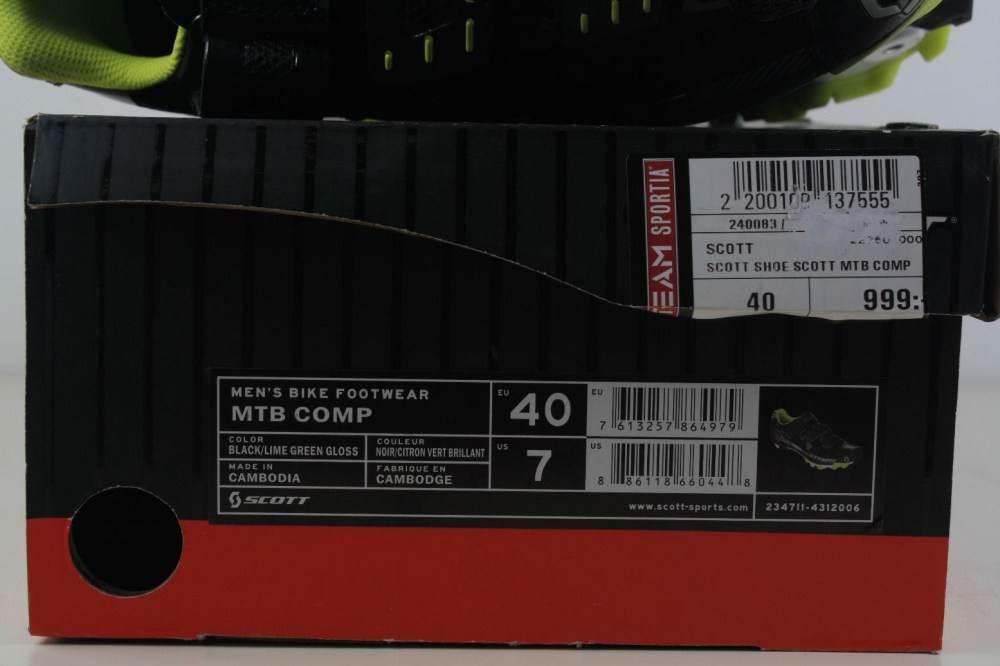 TEAM SPORTIA
2 200102 137555
240083 /
SCOTT
SCOTT SHOE SCOTT MTB COMP
40
999:-
MEN'S BIKE FOOTWEAR
MTB COMP
COLOR
BLACK/LIME GREEN GLOSS
COULEUR
NOIR/CITRON VERT BRILLANT
MADE IN
CAMBODIA
FABRIQUE EN
CAMBODGE
SCOTT
EU
40
US
7
EU
7 613257 864979
US
8 86118 66044 8
www.scott-sports.com
234711-4312006